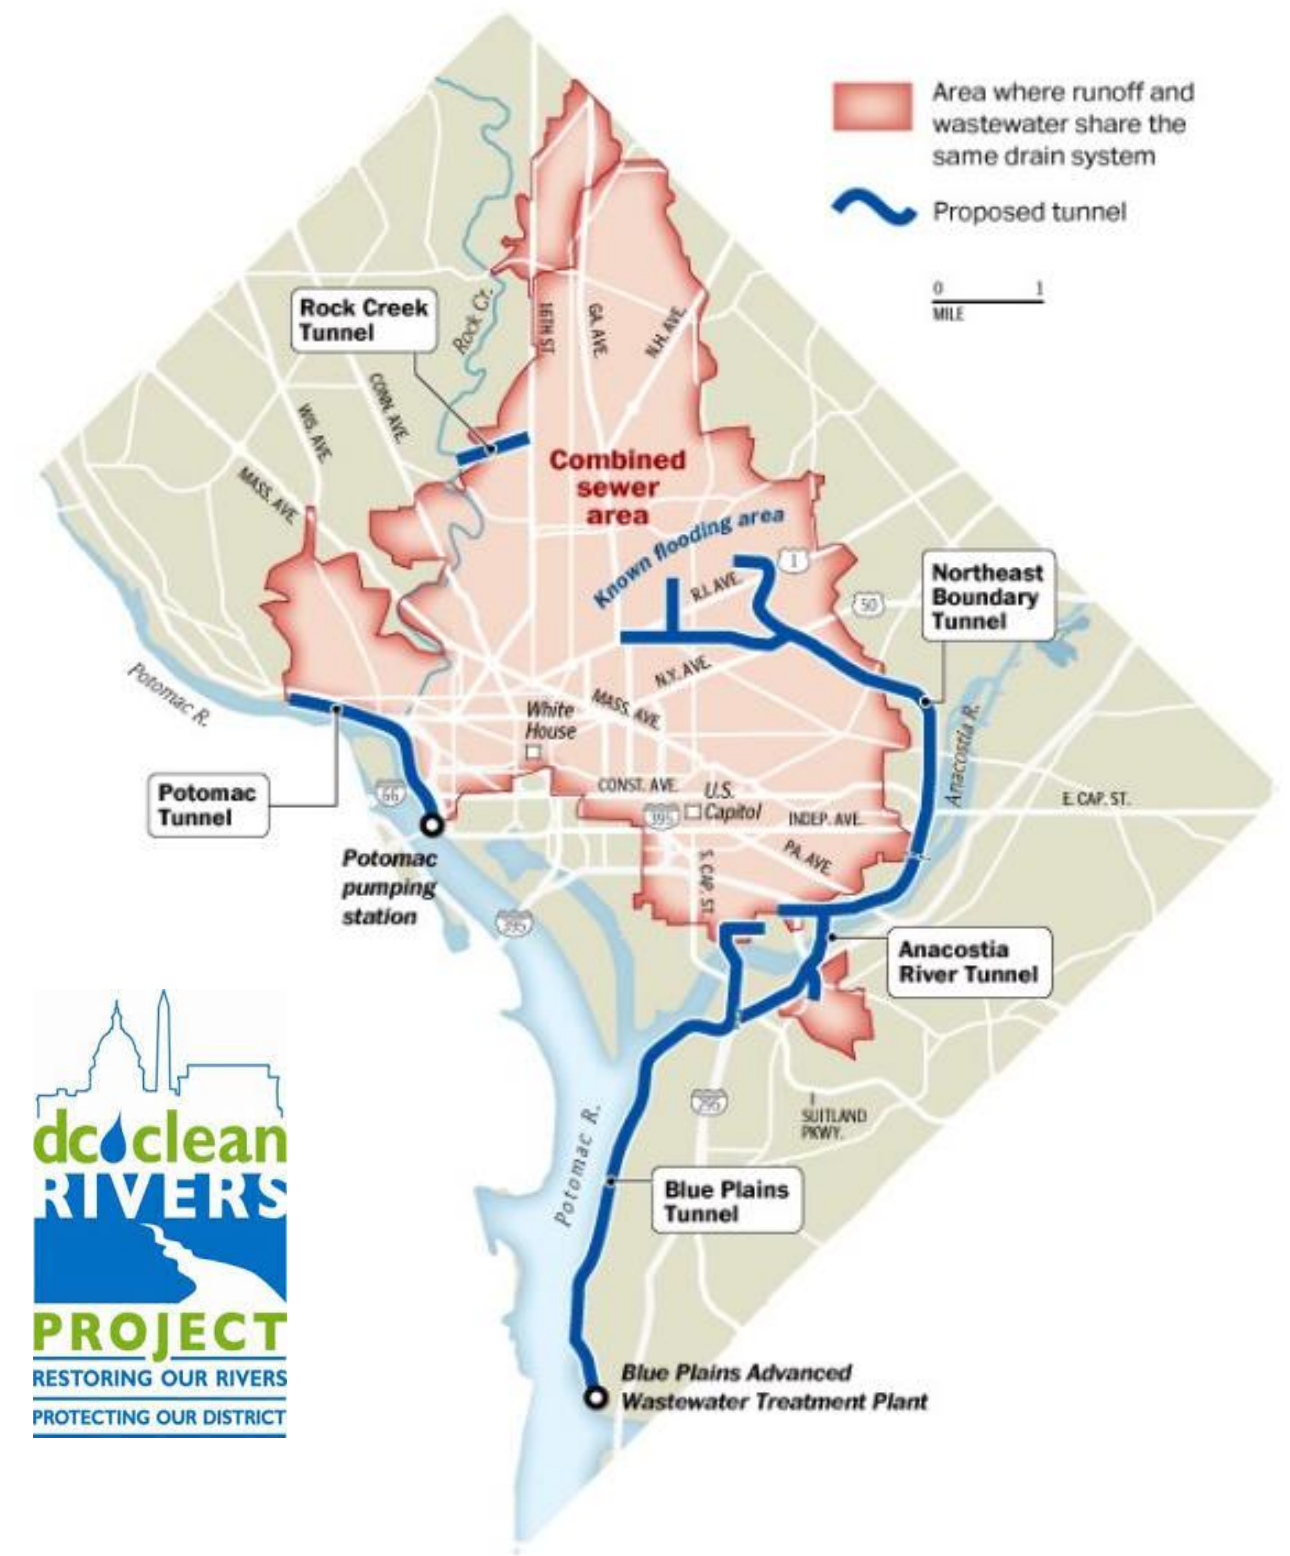 Area where runoff and
wastewater share the
same drain system
Proposed tunnel
0 1
MILE
Rock Creek
Tunnel
Rock Cr.
16TH ST.
GA. AVE.
N.H. AVE.
CONN. AVE.
WIS. AVE.
MASS. AVE.
Combined
sewer
area
Known flooding area
1
R.I. AVE.
50
Northeast
Boundary
Tunnel
Potomac R.
N.Y. AVE.
MASS. AVE.
White
House
Anacostia R.
Potomac
Tunnel
66
CONST. AVE.
U.S.
Capitol
395
INDEP. AVE.
E. CAP. ST.
Potomac
pumping
station
PA. AVE.
S. CAP. ST.
395
Anacostia
River Tunnel
295
SUITLAND
PKWY.
Potomac R.
Blue Plains
Tunnel
Blue Plains Advanced
Wastewater Treatment Plant
dc clean
RIVERS
PROJECT
RESTORING OUR RIVERS
PROTECTING OUR DISTRICT